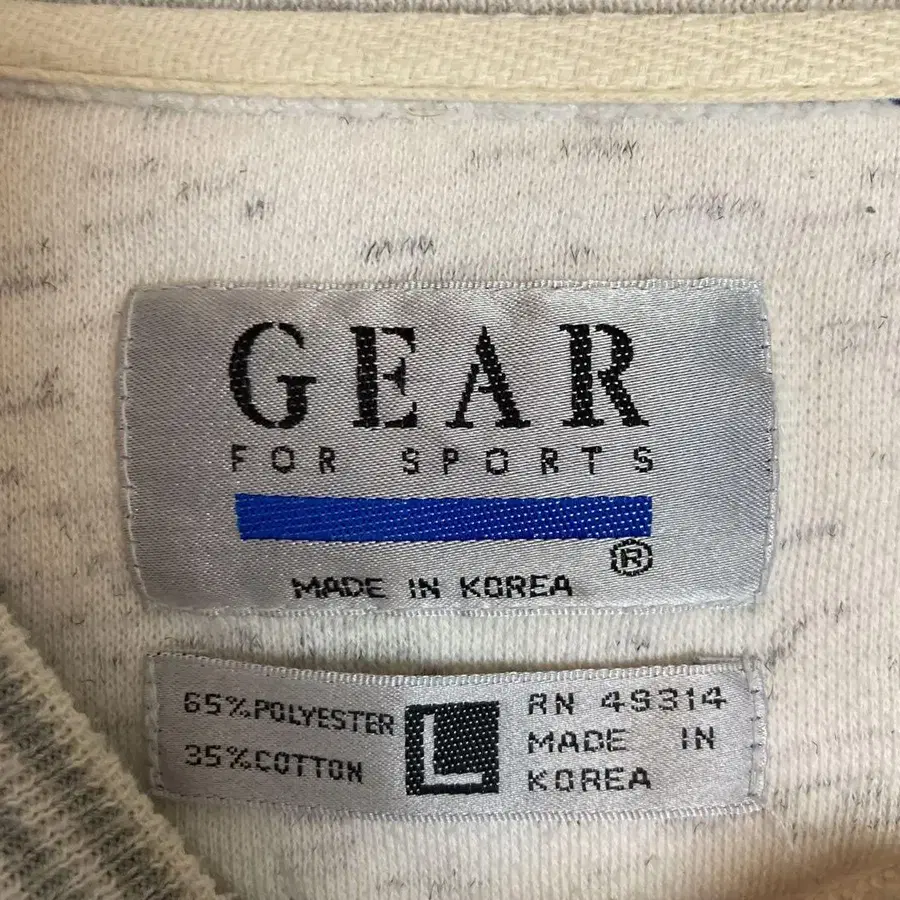 GEAR
FOR SPORTS
®
MADE IN KOREA
65%POLYESTER
35%COTTON
L
RN 49314
MADE IN
KOREA